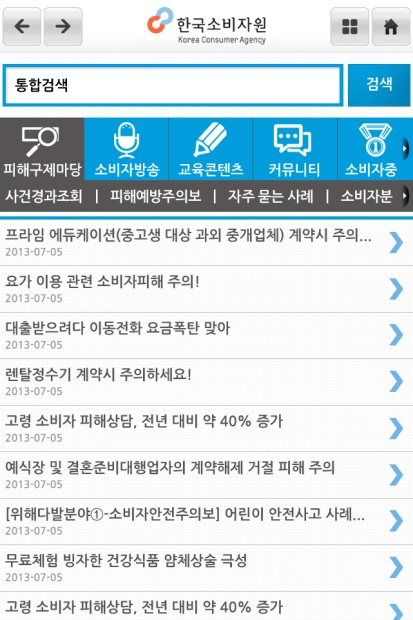 한국소비자원
Korea Consumer Agency
통합검색
검색
피해구제마당 소비자방송 교육콘텐츠 커뮤니티 소비자중
사건경과조회 | 피해예방주의보 | 자주 묻는 사례 | 소비자분
프라임 에듀케이션(중고생 대상 과외 중개업체) 계약시 주의...
2013-07-05
요가 이용 관련 소비자피해 주의!
2013-07-05
대출받으려다 이동전화 요금폭탄 맞아
2013-07-05
렌탈정수기 계약시 주의하세요!
2013-07-05
고령 소비자 피해상담, 전년 대비 약 40% 증가
2013-07-05
예식장 및 결혼준비대행업자의 계약해제 거절 피해 주의
2013-07-05
[위해다발분야①-소비자안전주의보] 어린이 안전사고 사례...
2013-07-05
무료체험 빙자한 건강식품 얌체상술 극성
2013-07-05
고령 소비자 피해상담, 전년 대비 약 40% 증가